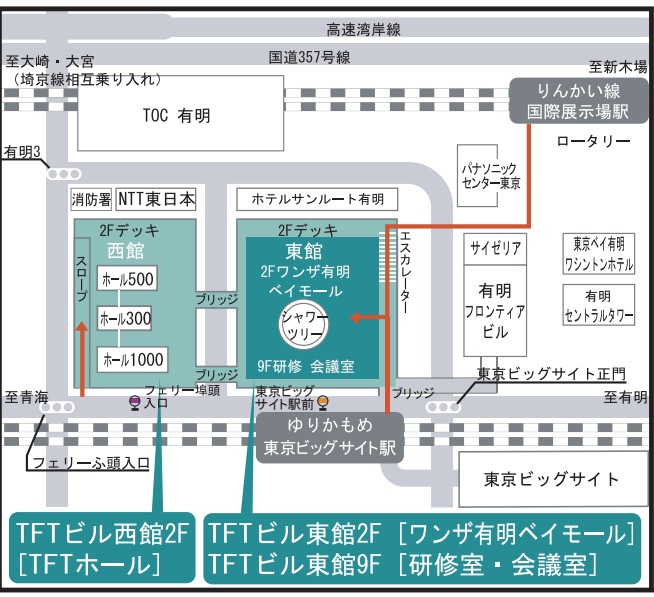 高速湾岸線
国道357号線
至大崎・大宮
(埼京線相互乗り入れ)
至新木場
りんかい線
国際展示場駅
TOC 有明
ロータリー
有明3
パナソニック
センター東京
消防署
NTT東日本
ホテルサンルート有明
2Fデッキ
西館
スロープ
ホール500
ホール300
ホール1000
ブリッジ
ブリッジ
2Fデッキ
東館
2Fワンザ有明
ベイモール
シャワー
ツリー
9F研修 会議室
エスカレーター
サイゼリア
有明
フロンティア
ビル
東京ベイ有明
ワシントンホテル
有明
セントラルタワー
東京ビッグサイト正門
至青海
フェリー埠頭
入口
東京ビッグ
サイト駅前
ブリッジ
至有明
ゆりかもめ
東京ビッグサイト駅
フェリーふ頭入口
東京ビッグサイト
TFTビル西館2F
[TFTホール]
TFTビル東館2F [ワンザ有明ベイモール]
TFTビル東館9F [研修室・会議室]